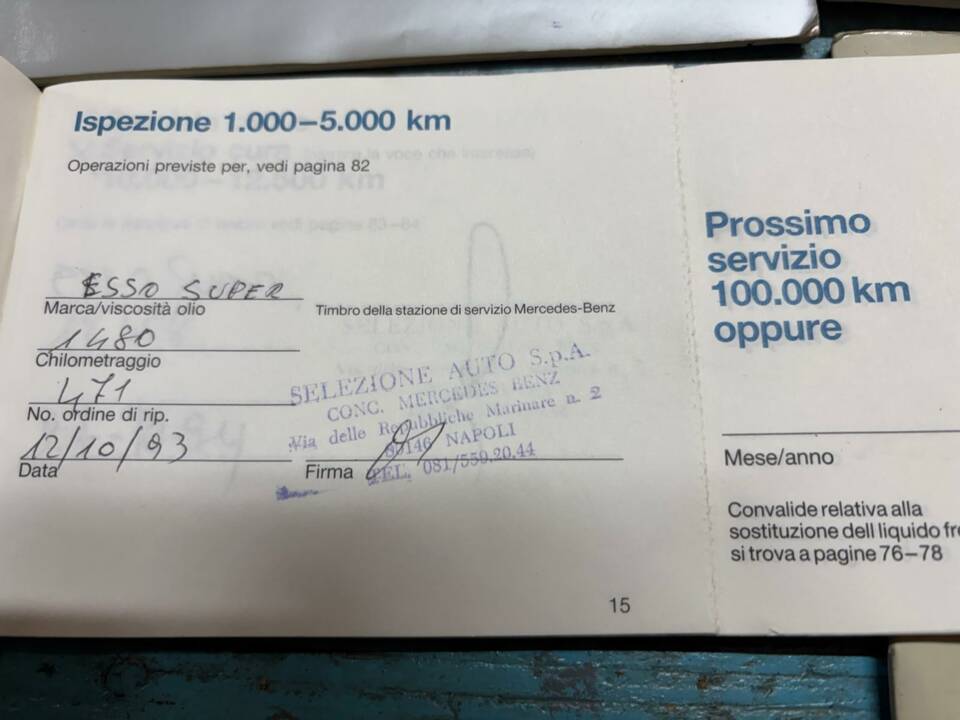 Ispezione 1.000–5.000 km
Operazioni previste per, vedi pagina 82
ESSO SUPER
Marca/viscosità olio
Timbro della stazione di servizio Mercedes-Benz
1480
Chilometraggio
471
No. ordine di rip.
12/10/93
Data
SELEZIONE AUTO S.p.A.
CONC. MERCEDES BENZ
Via delle Repubbliche Marinare n. 2
80146 NAPOLI
TEL. 081/559.20.44
Firma
15
Prossimo
servizio
100.000 km
oppure
Mese/anno
Convalide relativa alla
sostituzione dell liquido fre
si trova a pagine 76–78